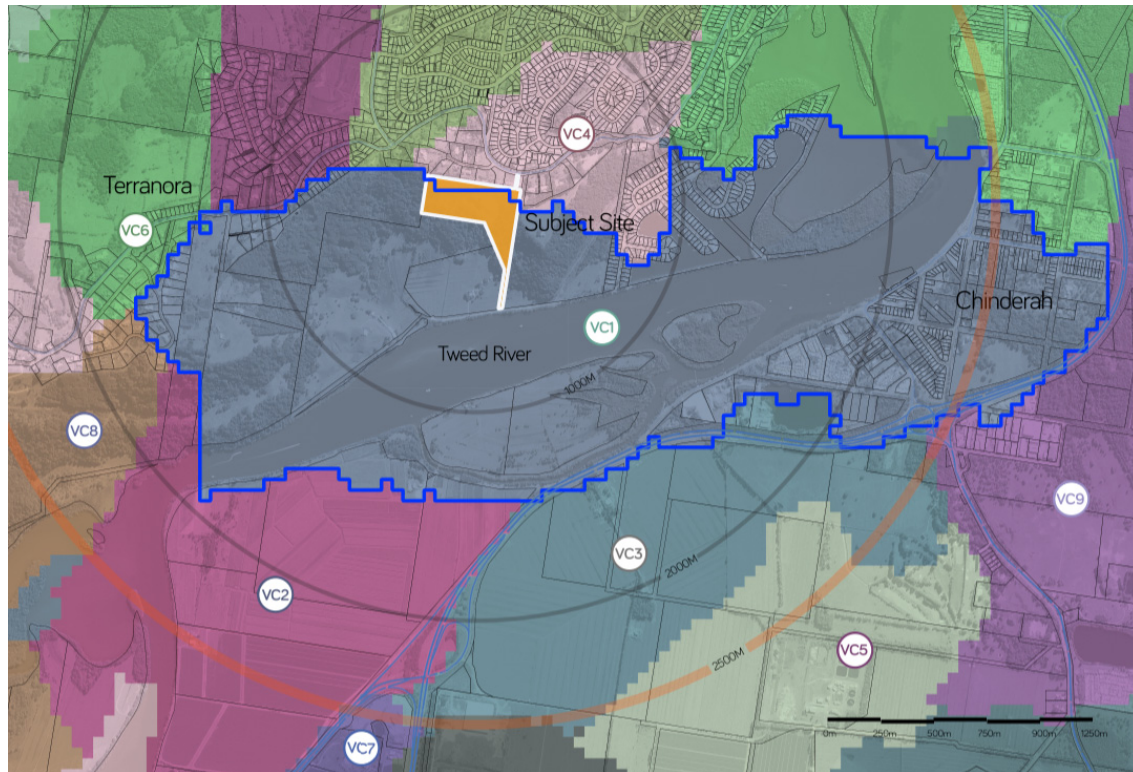 VC4
Terranora
VC6
Subject Site
Chinderah
VC1
Tweed River
1000M
VC8
VC9
VC3
2000M
VC2
VC5
2500M
VC7
0m 250m 500m 750m 1000m 1250m